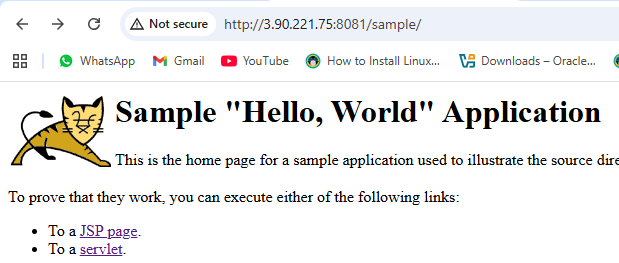 Not secure http://3.90.221.75:8081/sample/
WhatsApp Gmail YouTube How to Install Linux... Downloads – Oracle...
Sample "Hello, World" Application
This is the home page for a sample application used to illustrate the source dire
To prove that they work, you can execute either of the following links:
• To a JSP page.
• To a servlet.